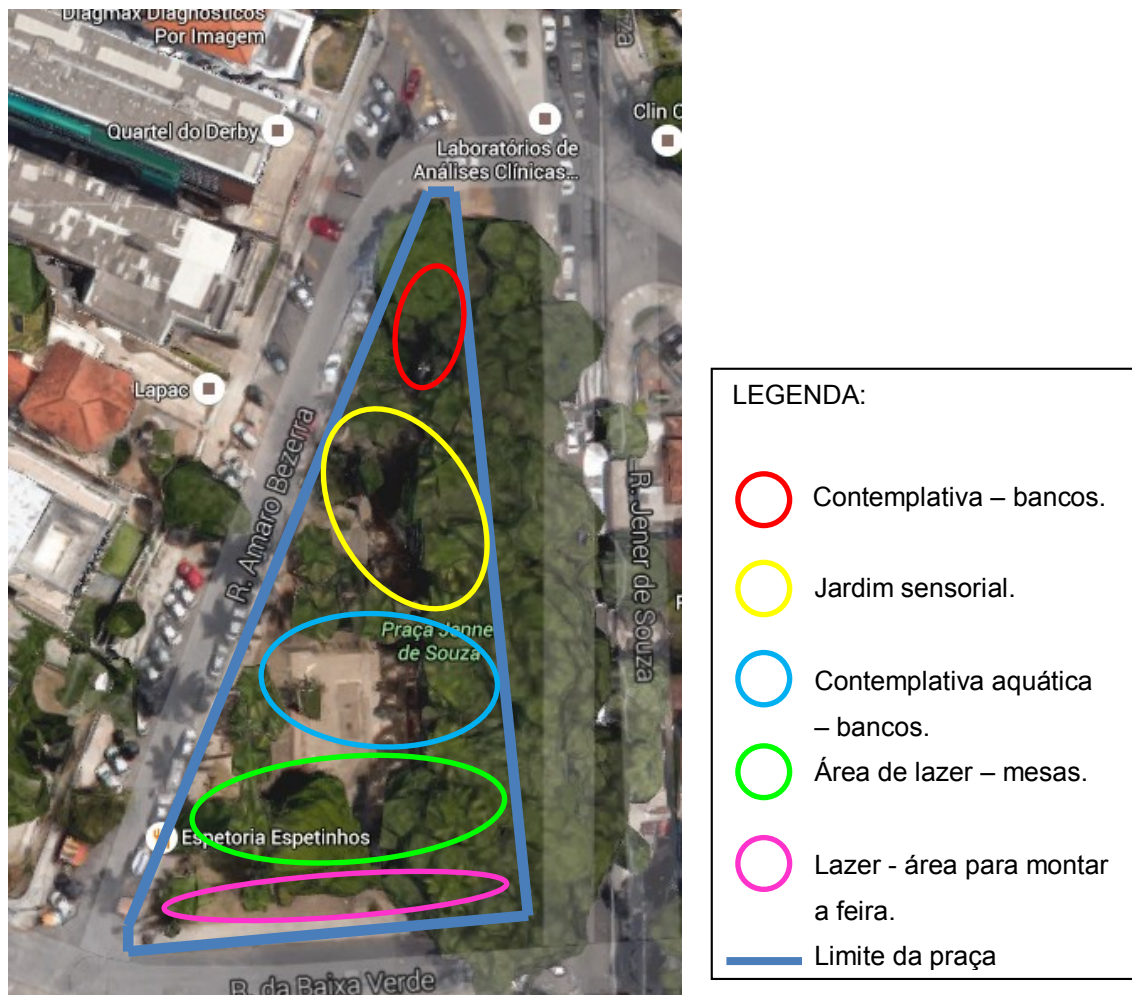 Diagmax Diagnósticos
Por Imagem
Quartel do Derby
Laboratórios de
Análises Clínicas...
Clin C
Lapac
R. Amaro Bezerra
R. Jener de Souza
Praça Jenne
de Souza
Espetoria Espetinhos
R. da Baixa Verde
LEGENDA:
Contemplativa – bancos.
Jardim sensorial.
Contemplativa aquática
– bancos.
Área de lazer – mesas.
Lazer - área para montar
a feira.
Limite da praça